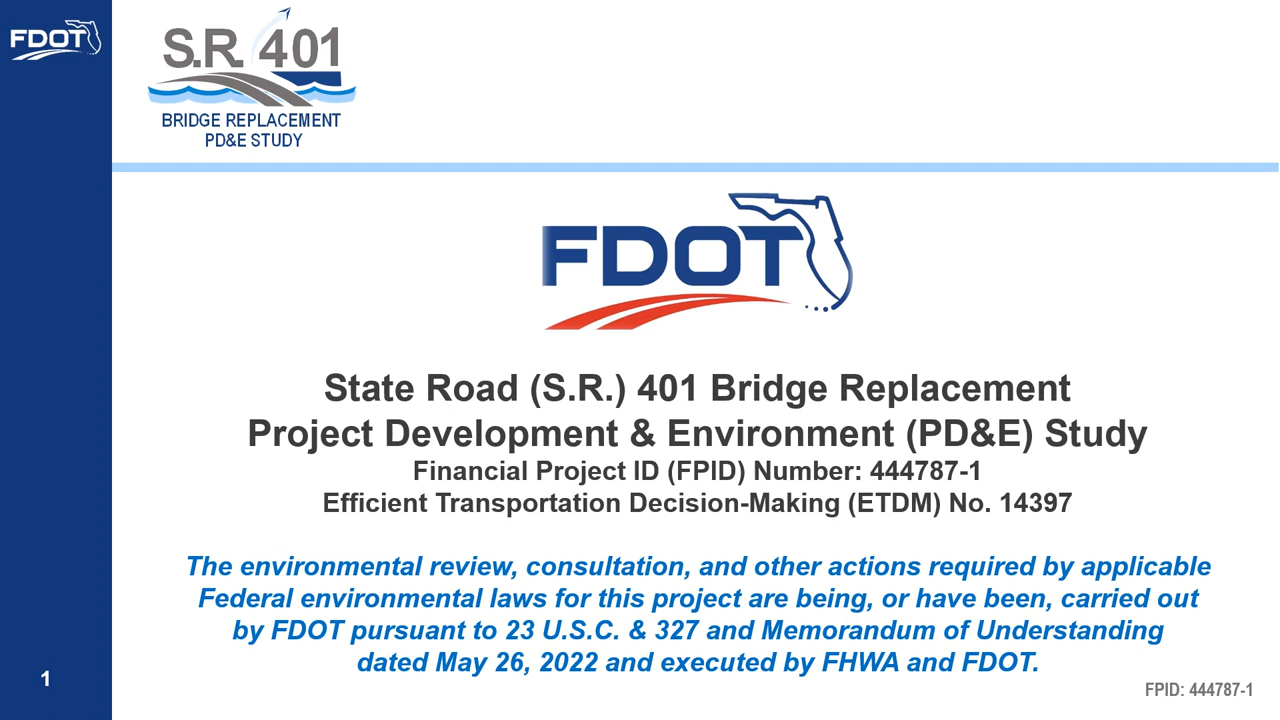 FDOT
S.R. 401
BRIDGE REPLACEMENT
PD&E STUDY
FDOT
State Road (S.R.) 401 Bridge Replacement
Project Development & Environment (PD&E) Study
Financial Project ID (FPID) Number: 444787-1
Efficient Transportation Decision-Making (ETDM) No. 14397
The environmental review, consultation, and other actions required by applicable
Federal environmental laws for this project are being, or have been, carried out
by FDOT pursuant to 23 U.S.C. & 327 and Memorandum of Understanding
dated May 26, 2022 and executed by FHWA and FDOT.
1
FPID: 444787-1